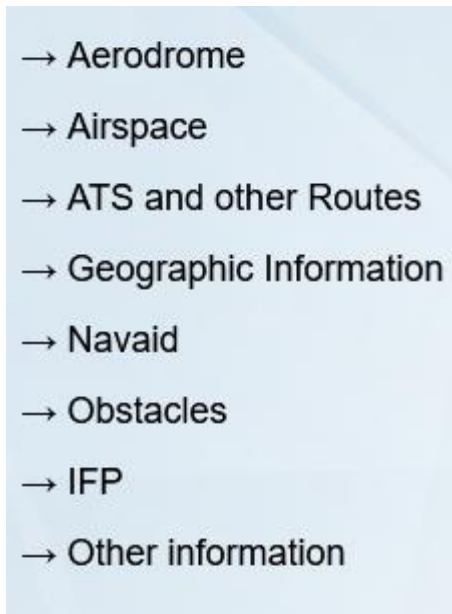 → Aerodrome
→ Airspace
→ ATS and other Routes
→ Geographic Information
→ Navaid
→ Obstacles
→ IFP
→ Other information